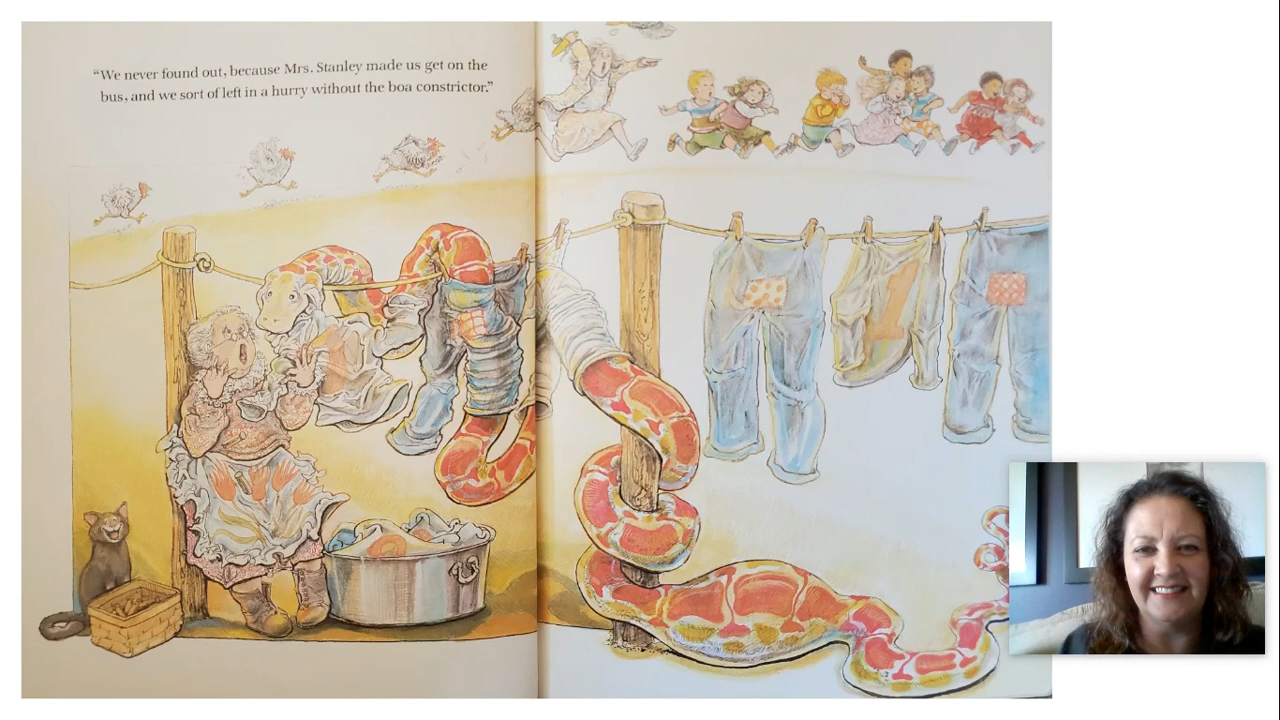 “We never found out, because Mrs. Stanley made us get on the
bus, and we sort of left in a hurry without the boa constrictor.”